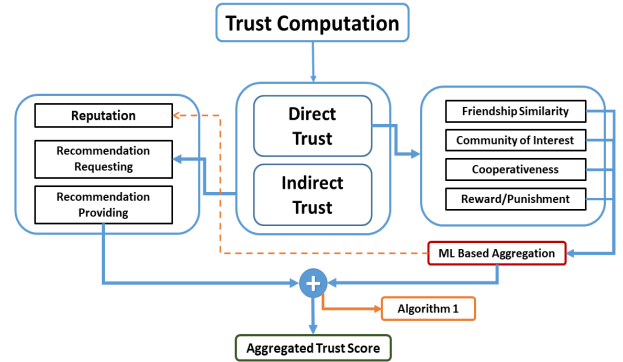 Trust Computation
Reputation
Recommendation
Requesting
Recommendation
Providing
Direct
Trust
Indirect
Trust
Friendship Similarity
Community of Interest
Cooperativeness
Reward/Punishment
ML Based Aggregation
+
Algorithm 1
Aggregated Trust Score